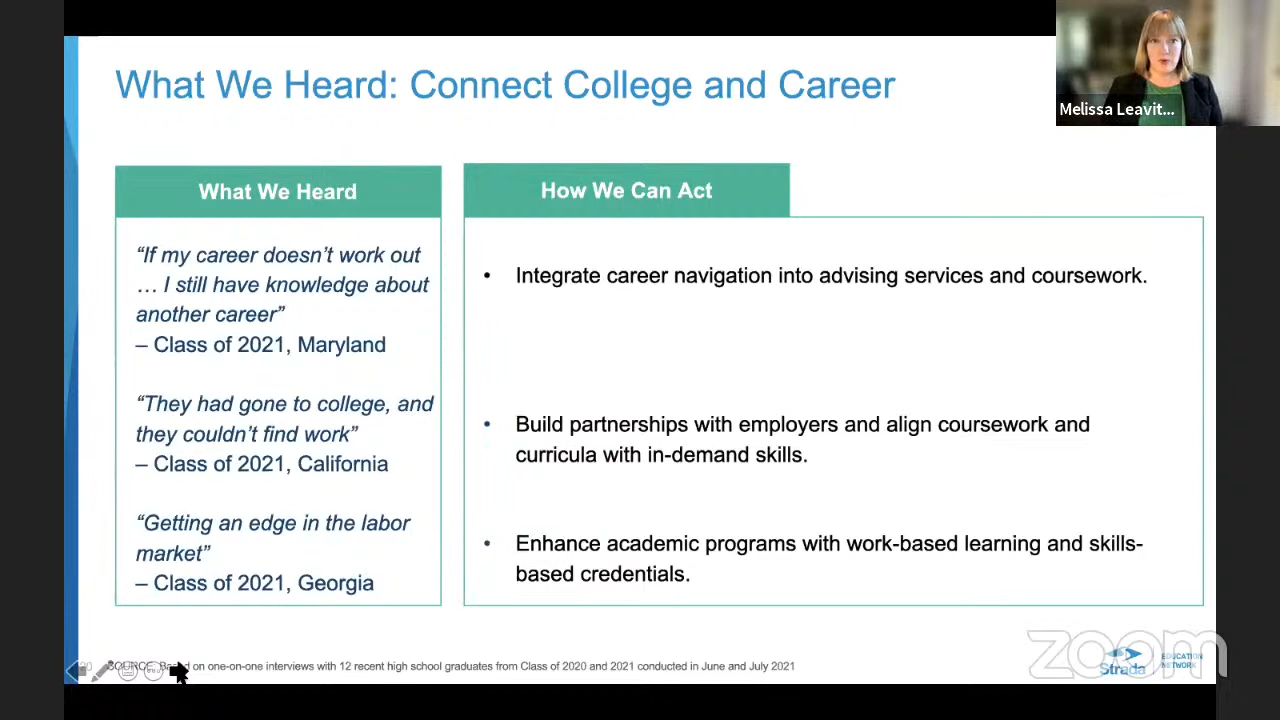 What We Heard: Connect College and Career
Melissa Leavit...
What We Heard
How We Can Act
“If my career doesn’t work out
… I still have knowledge about
another career”
– Class of 2021, Maryland
“They had gone to college, and
they couldn’t find work”
– Class of 2021, California
“Getting an edge in the labor
market”
– Class of 2021, Georgia
• Integrate career navigation into advising services and coursework.
• Build partnerships with employers and align coursework and
curricula with in-demand skills.
• Enhance academic programs with work-based learning and skills-
based credentials.
SOURCE: Based on one-on-one interviews with 12 recent high school graduates from Class of 2020 and 2021 conducted in June and July 2021
zoom
Strada
EDUCATION
NETWORK